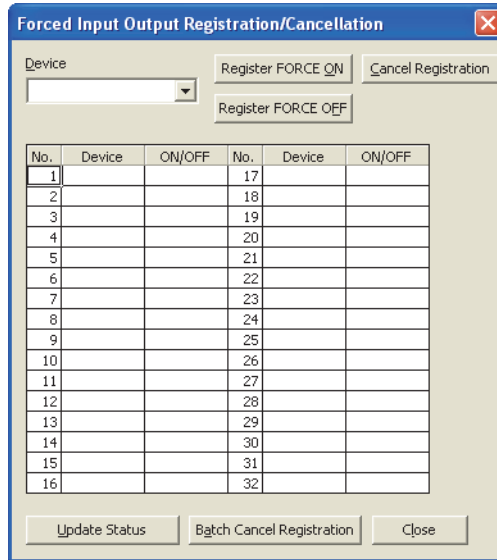 Forced Input Output Registration/Cancellation
Device
Register FORCE ON
Cancel Registration
Register FORCE OFF
No. Device ON/OFF No. Device ON/OFF
1 17
2 18
3 19
4 20
5 21
6 22
7 23
8 24
9 25
10 26
11 27
12 28
13 29
14 30
15 31
16 32
Update Status
Batch Cancel Registration
Close